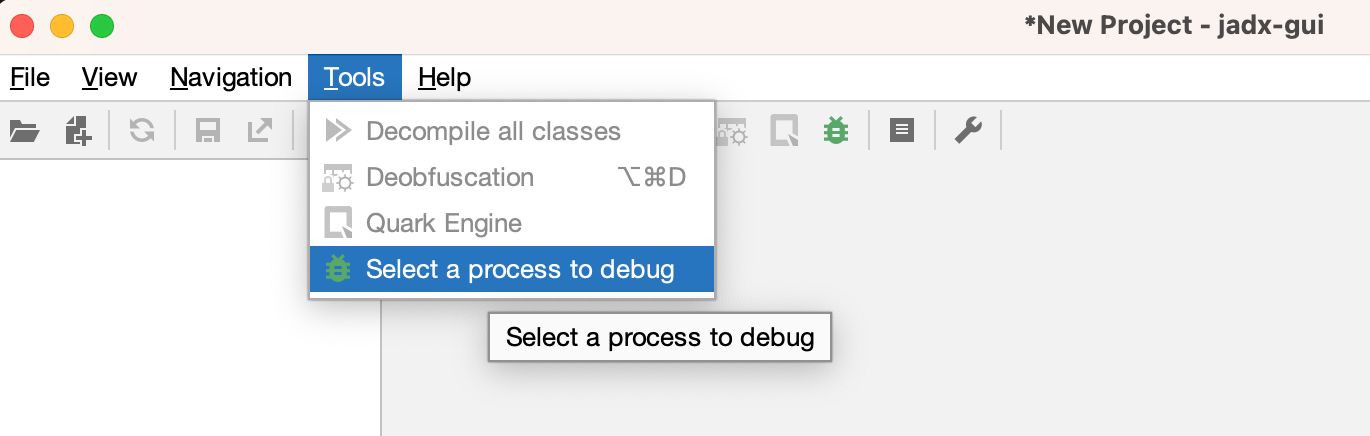 *New Project - jadx-gui
File View Navigation Tools Help
Decompile all classes
Deobfuscation ⌥⌘D
Quark Engine
Select a process to debug
Select a process to debug